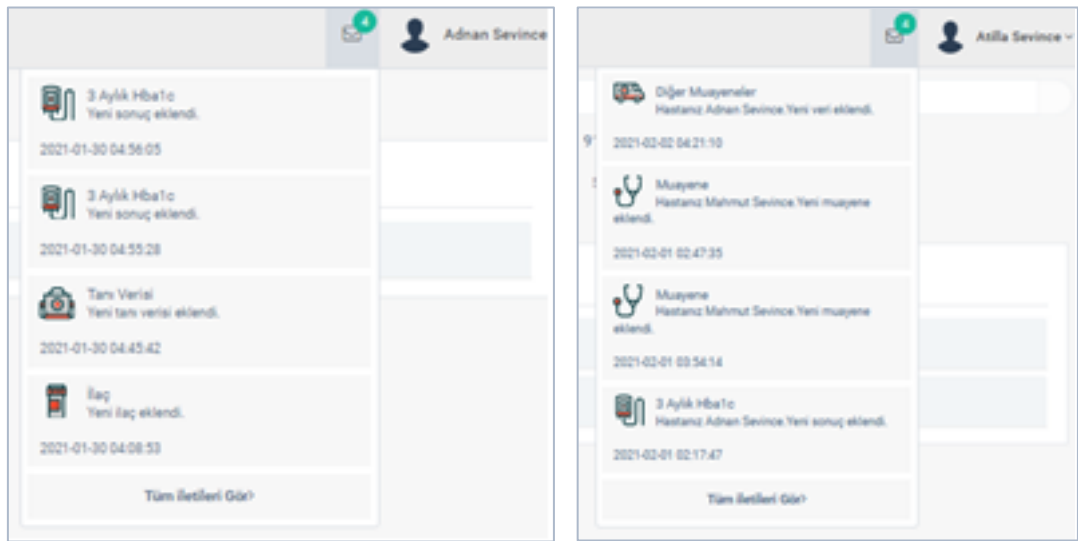 4
Adnan Sevince
3 Aylık Hba1c
Yeni sonuç eklendi.
2021-01-30 04:56:05
3 Aylık Hba1c
Yeni sonuç eklendi.
2021-01-30 04:55:28
Tanı Verisi
Yeni tanı verisi eklendi.
2021-01-30 04:45:42
İlaç
Yeni ilaç eklendi.
2021-01-30 04:08:53
Tüm iletileri Gör>
4
Atilla Sevince
Diğer Muayeneler
Hastanız Adnan Sevince.Yeni veri eklendi.
2021-02-02 04:21:10
Muayene
Hastanız Mahmut Sevince.Yeni muayene
eklendi.
2021-02-01 02:47:35
Muayene
Hastanız Mahmut Sevince.Yeni muayene
eklendi.
2021-02-01 03:54:14
3 Aylık Hba1c
Hastanız Adnan Sevince.Yeni sonuç eklendi.
2021-02-01 02:17:47
Tüm iletileri Gör>